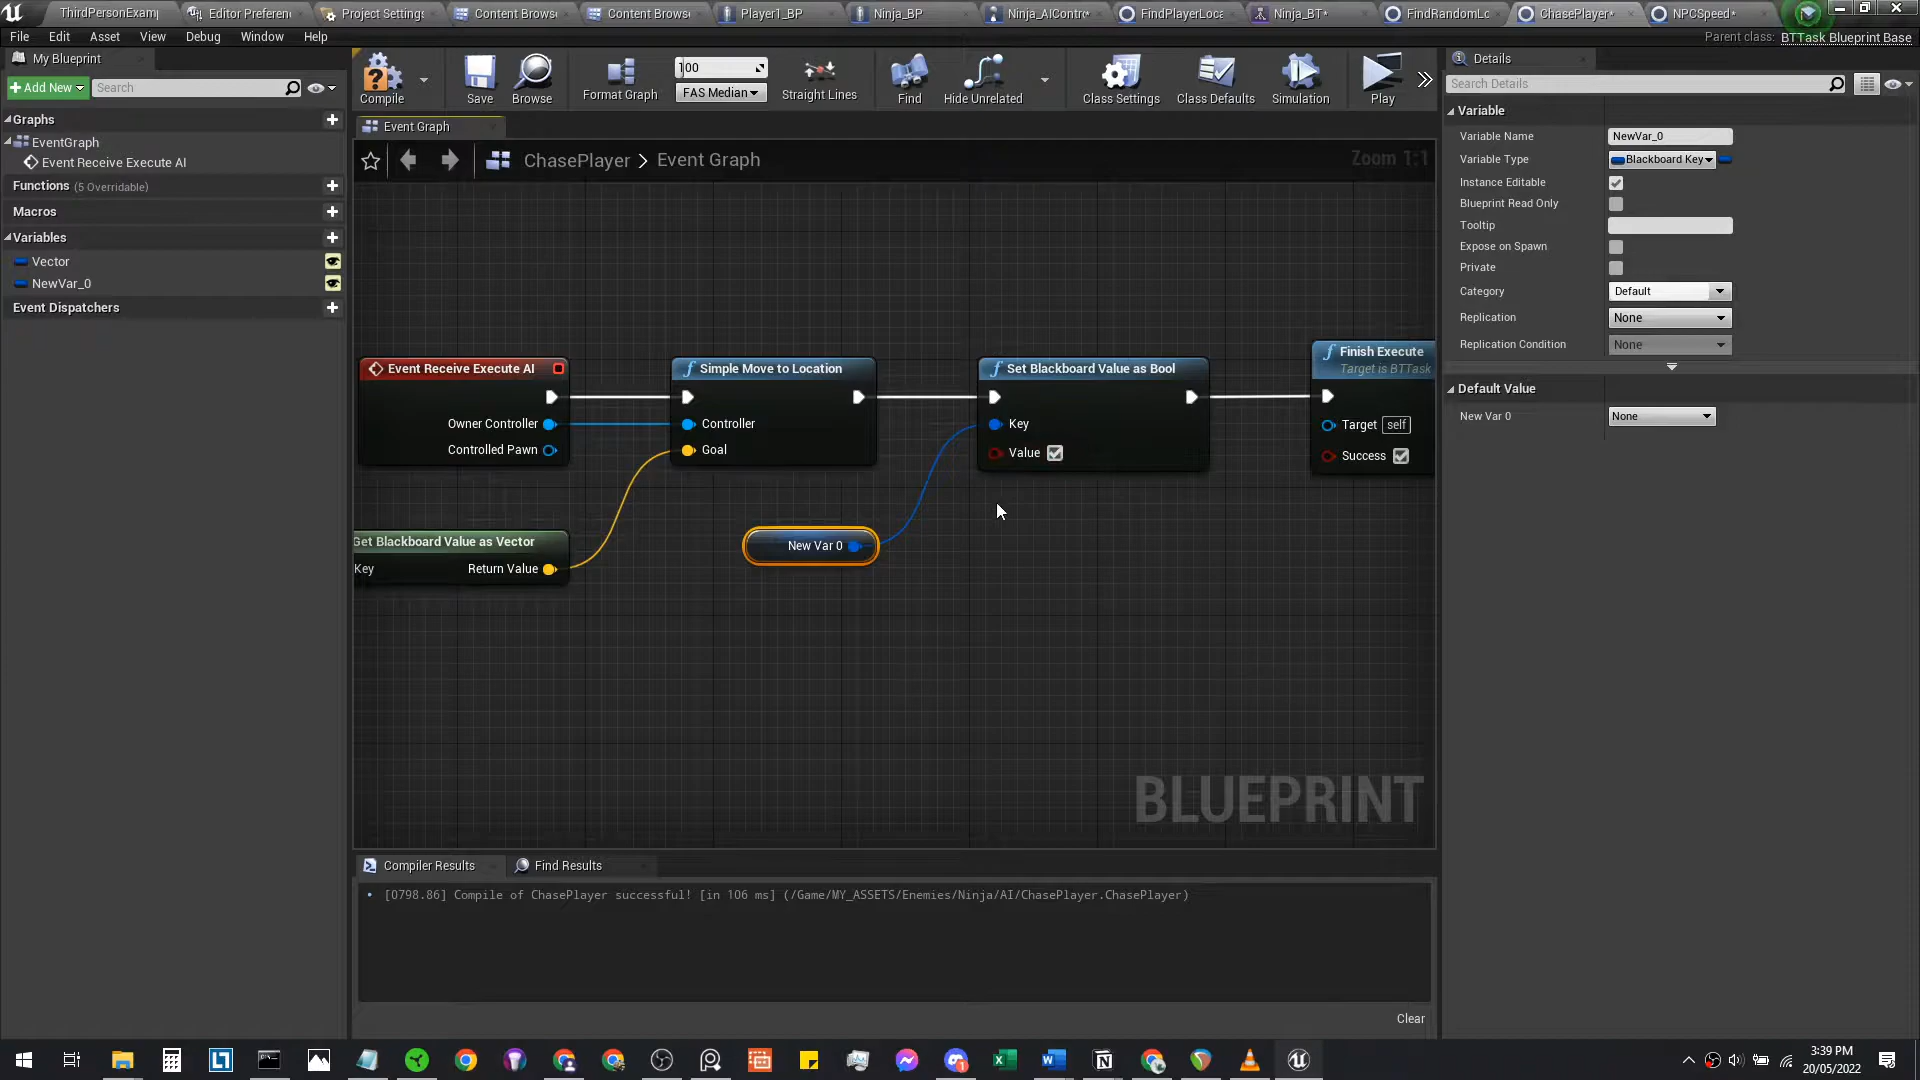 ThirdPersonExam
Editor Preferen
Project Settings
Content Brows
Content Brows
Player1_BP
Ninja_BP
Ninja_AIContr*
FindPlayerLoca
Ninja_BT*
FindRandomLo
ChasePlayer*
NPCSpeed*
File Edit Asset View Debug Window Help
Parent class: BTTask Blueprint Base
My Blueprint
Add New
Search
Graphs
EventGraph
Event Receive Execute AI
Functions (5 Overridable)
Macros
Variables
Vector
NewVar_0
Event Dispatchers
Compile
Save
Browse
Format Graph
100
FAS Median
Straight Lines
Find
Hide Unrelated
Class Settings
Class Defaults
Simulation
Play
Event Graph
ChasePlayer > Event Graph
Zoom 1:1
Event Receive Execute AI
Owner Controller
Controlled Pawn
Simple Move to Location
Controller
Goal
Set Blackboard Value as Bool
Key
Value
Finish Execute
Target is BTTask
Target self
Success
Get Blackboard Value as Vector
Key Return Value
New Var 0
BLUEPRINT
Compiler Results
Find Results
[0798.86] Compile of ChasePlayer successful! [in 106 ms] (/Game/MY_ASSETS/Enemies/Ninja/AI/ChasePlayer.ChasePlayer)
Clear
Details
Search Details
Variable
Variable Name NewVar_0
Variable Type Blackboard Key
Instance Editable
Blueprint Read Only
Tooltip
Expose on Spawn
Private
Category Default
Replication None
Replication Condition None
Default Value
New Var 0 None
3:39 PM
20/05/2022